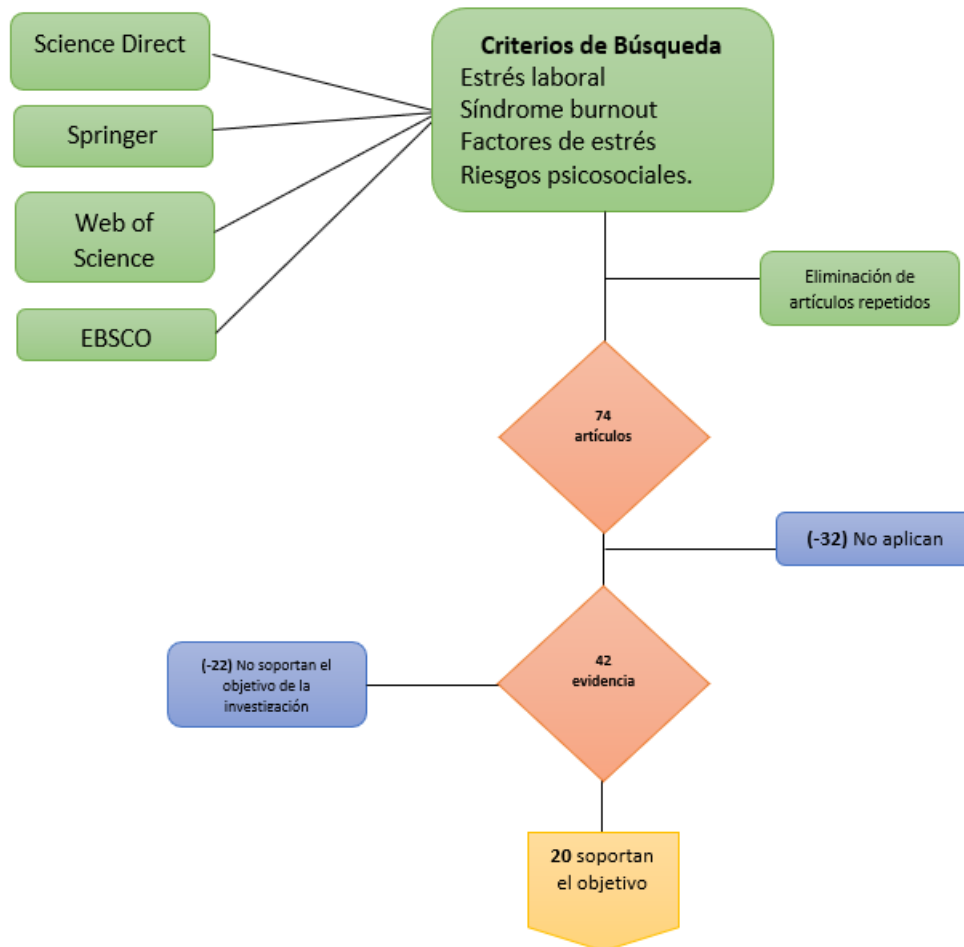 Science Direct
Springer
Web of
Science
EBSCO
Criterios de Búsqueda
Estrés laboral
Síndrome burnout
Factores de estrés
Riesgos psicosociales.
Eliminación de
artículos repetidos
74
artículos
(-32) No aplican
(-22) No soportan el
objetivo de la
investigación
42
evidencia
20 soportan
el objetivo